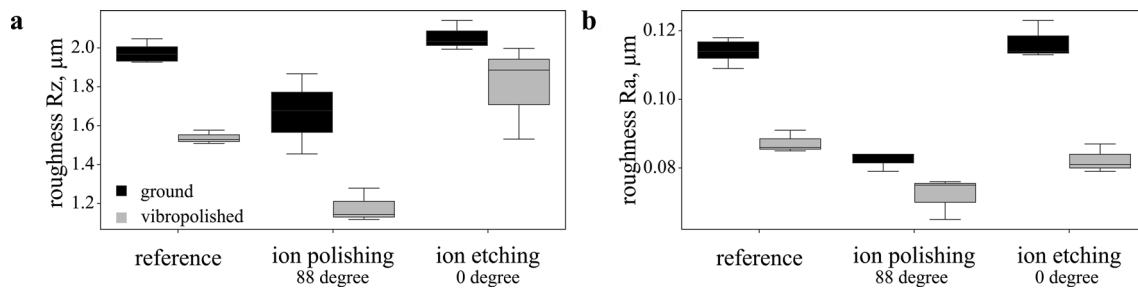 a
roughness Rz, μm
2.0
1.8
1.6
1.4
1.2
ground
vibropolished
reference
ion polishing
88 degree
ion etching
0 degree
b
roughness Ra, μm
0.12
0.10
0.08
reference
ion polishing
88 degree
ion etching
0 degree